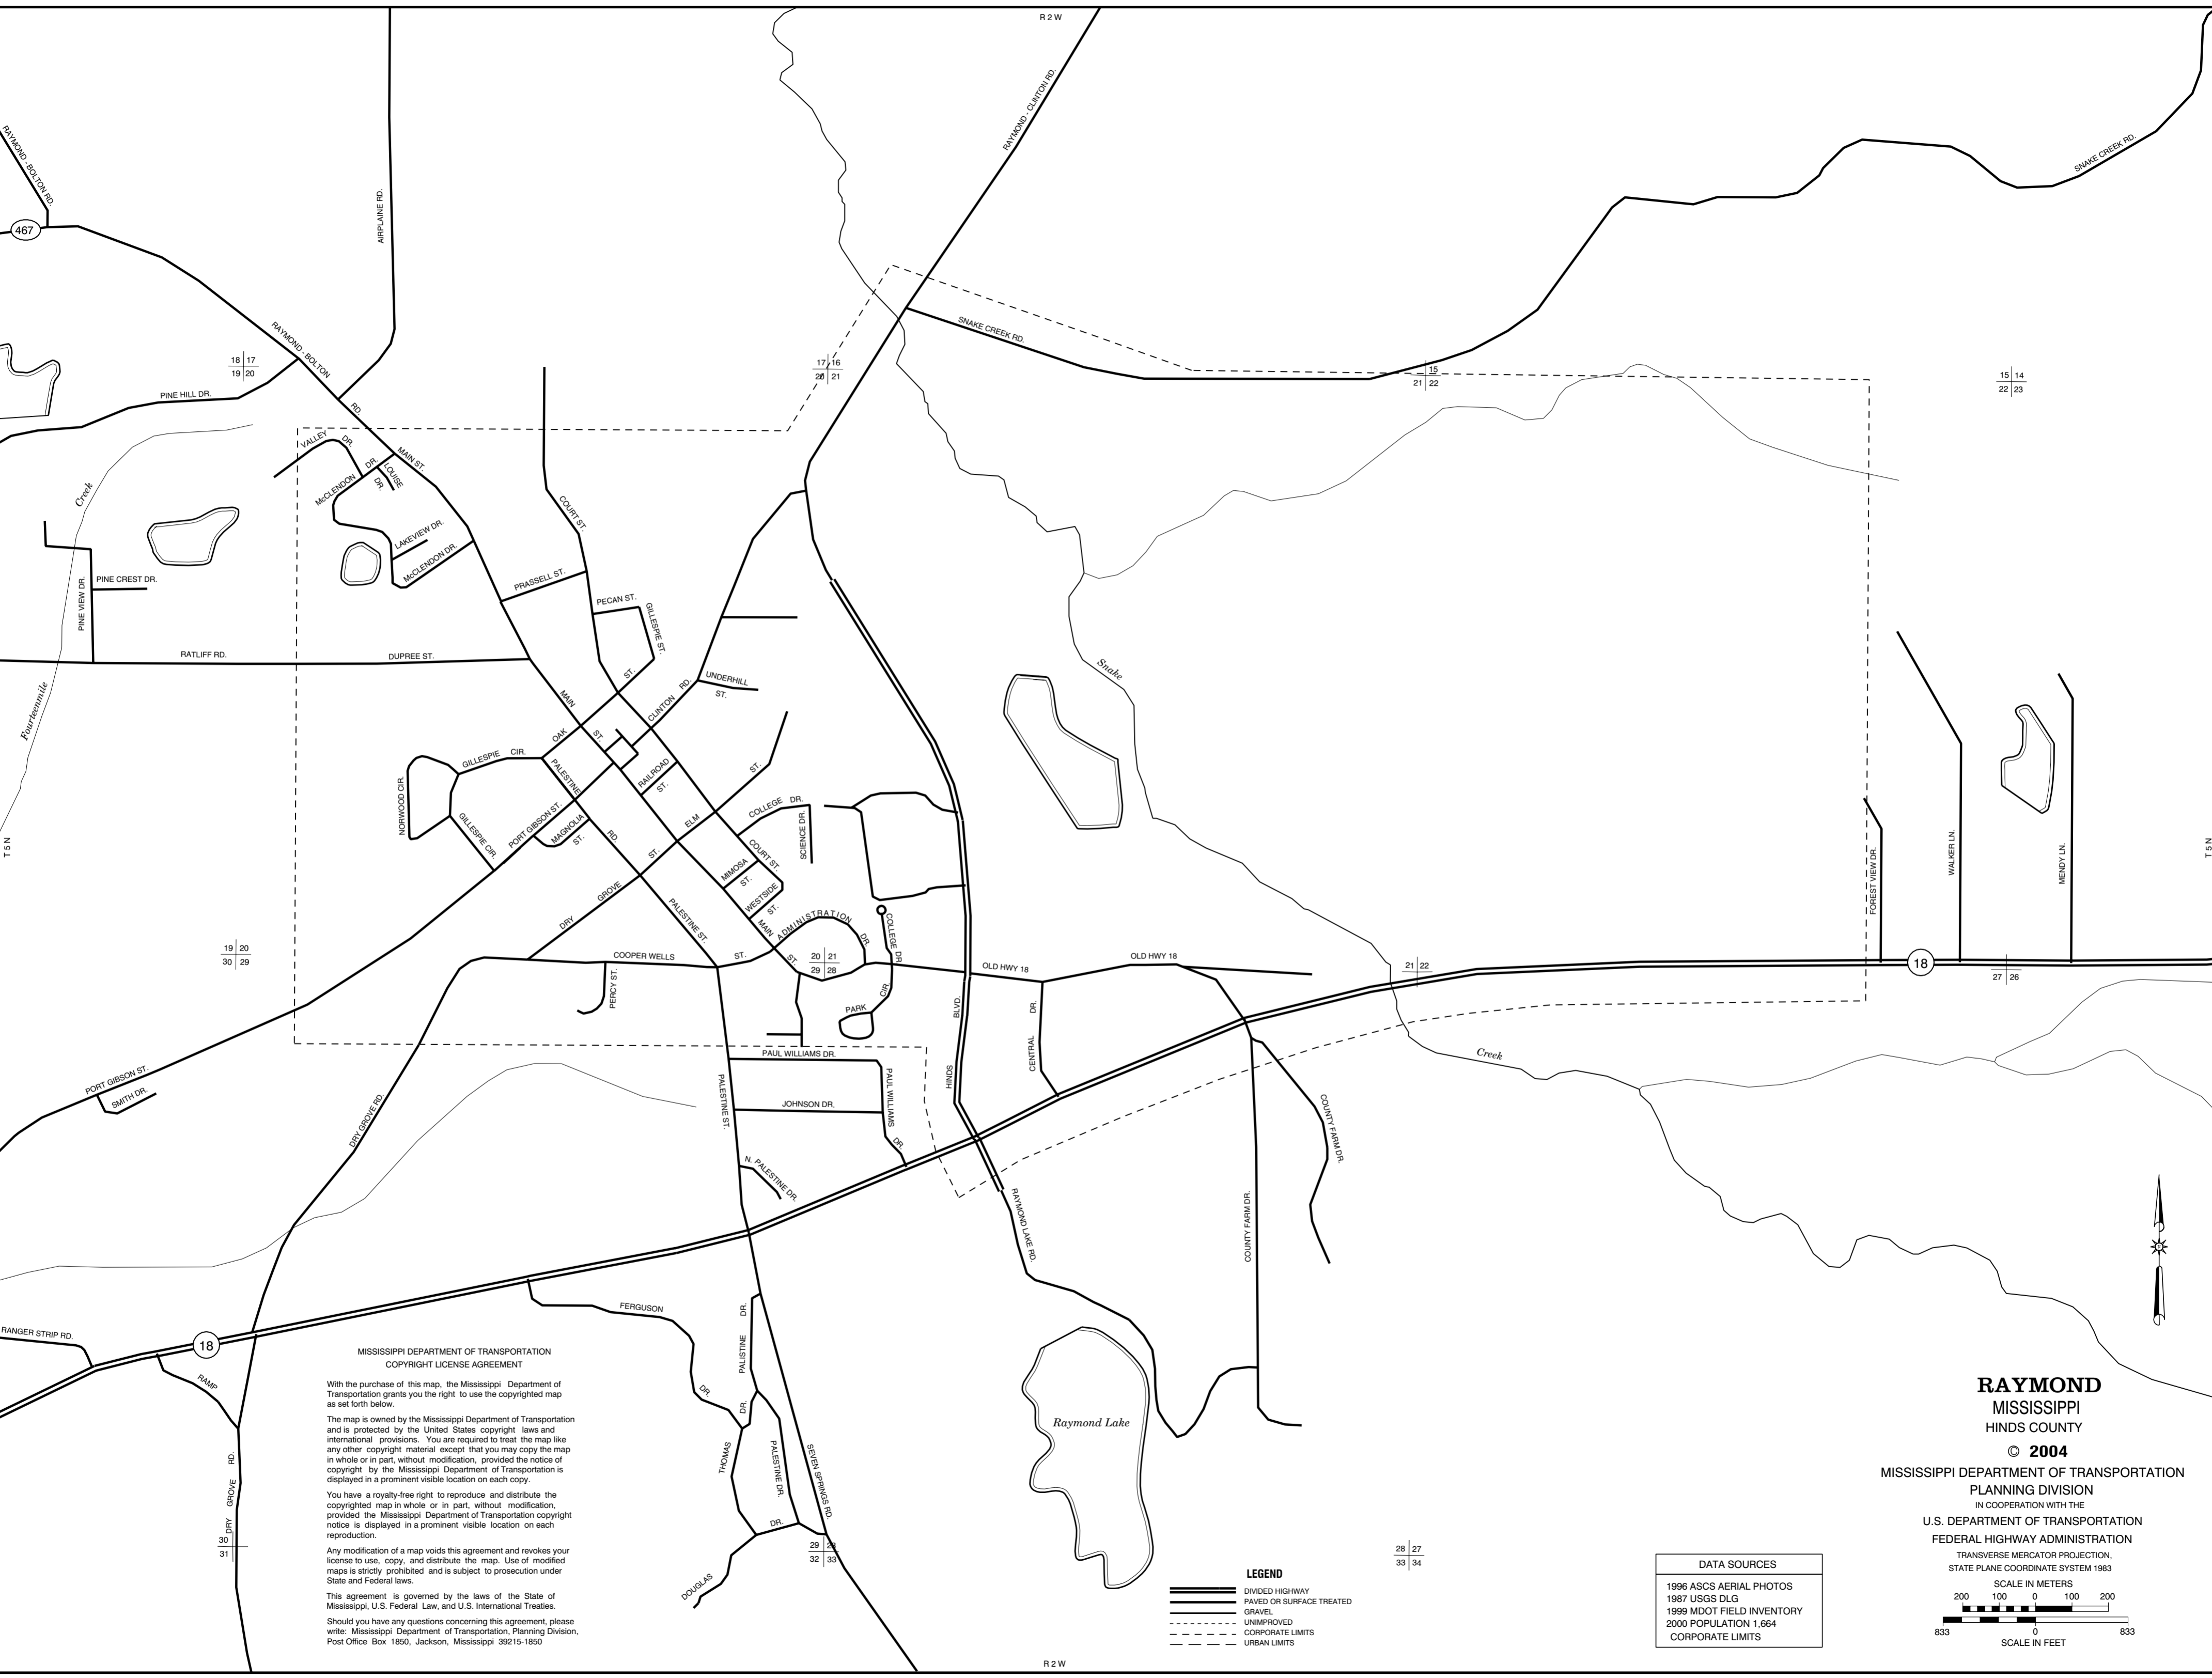 R 2 W
RAYMOND - CLINTON RD.
RAYMOND - BOLTON RD.
467
AIRPLAINE RD.
SNAKE CREEK RD.
SNAKE CREEK RD.
RAYMOND - BOLTON
RD.
18 17
19 20
17 16
20 21
15
21 22
15 14
22 23
PINE HILL DR.
VALLEY
DR.
MAIN ST.
McCLENDON
DR.
LOUISE
DR.
Creek
COURT ST.
LAKEVIEW DR.
McCLENDON DR.
PRASSELL ST.
PINE CREST DR.
PINE VIEW DR.
PECAN ST.
GILLESPIE ST.
RATLIFF RD.
DUPREE ST.
Fourteenmile
MAIN
ST.
ST.
UNDERHILL
ST.
CLINTON
RD.
Snake
OAK
GILLESPIE
CIR.
PALESTINE
RD
RAILROAD
ST.
ST.
NORWOOD CIR.
GILLESPIE CIR.
PORT GIBSON ST.
MAGNOLIA
ST.
ELM
ST.
COLLEGE
DR.
SCIENCE DR.
COURT ST.
MIMOSA
ST.
WESTSIDE
ST.
T 5 N
T 5 N
WALKER LN.
MENDY LN.
FOREST VIEW DR.
DRY
GROVE
PALESTINE ST.
MAIN
ST.
ADMINISTRATION
DR.
COLLEGE DR.
19 20
30 29
COOPER WELLS
ST.
20 21
29 28
OLD HWY 18
OLD HWY 18
21 22
18
27 26
PERCY ST.
PARK
CIR.
BLVD.
HINDS
CENTRAL
DR.
PAUL WILLIAMS DR.
Creek
PORT GIBSON ST.
SMITH DR.
DRY GROVE RD.
PALESTINE ST.
JOHNSON DR.
PAUL WILLIAMS
DR.
COUNTY FARM DR.
N. PALESTINE DR.
RAYMOND LAKE RD.
COUNTY FARM DR.
RANGER STRIP RD.
18
RAMP
DRY GROVE RD.
FERGUSON
DR.
PALISTINE
DR.
THOMAS
DR.
PALESTINE DR.
SEVEN SPRINGS RD.
DR.
DOUGLAS
Raymond Lake
30
31
29 28
32 33
28 27
33 34
MISSISSIPPI DEPARTMENT OF TRANSPORTATION
COPYRIGHT LICENSE AGREEMENT
With the purchase of this map, the Mississippi Department of
Transportation grants you the right to use the copyrighted map
as set forth below.
The map is owned by the Mississippi Department of Transportation
and is protected by the United States copyright laws and
international provisions. You are required to treat the map like
any other copyright material except that you may copy the map
in whole or in part, without modification, provided the notice of
copyright by the Mississippi Department of Transportation is
displayed in a prominent visible location on each copy.
You have a royalty-free right to reproduce and distribute the
copyrighted map in whole or in part, without modification,
provided the Mississippi Department of Transportation copyright
notice is displayed in a prominent visible location on each
reproduction.
Any modification of a map voids this agreement and revokes your
license to use, copy, and distribute the map. Use of modified
maps is strictly prohibited and is subject to prosecution under
State and Federal laws.
This agreement is governed by the laws of the State of
Mississippi, U.S. Federal Law, and U.S. International Treaties.
Should you have any questions concerning this agreement, please
write: Mississippi Department of Transportation, Planning Division,
Post Office Box 1850, Jackson, Mississippi 39215-1850
LEGEND
DIVIDED HIGHWAY
PAVED OR SURFACE TREATED
GRAVEL
UNIMPROVED
CORPORATE LIMITS
URBAN LIMITS
R 2 W
DATA SOURCES
1996 ASCS AERIAL PHOTOS
1987 USGS DLG
1999 MDOT FIELD INVENTORY
2000 POPULATION 1,664
CORPORATE LIMITS
RAYMOND
MISSISSIPPI
HINDS COUNTY
© 2004
MISSISSIPPI DEPARTMENT OF TRANSPORTATION
PLANNING DIVISION
IN COOPERATION WITH THE
U.S. DEPARTMENT OF TRANSPORTATION
FEDERAL HIGHWAY ADMINISTRATION
TRANSVERSE MERCATOR PROJECTION,
STATE PLANE COORDINATE SYSTEM 1983
SCALE IN METERS
200 100 0 100 200
833 0 833
SCALE IN FEET